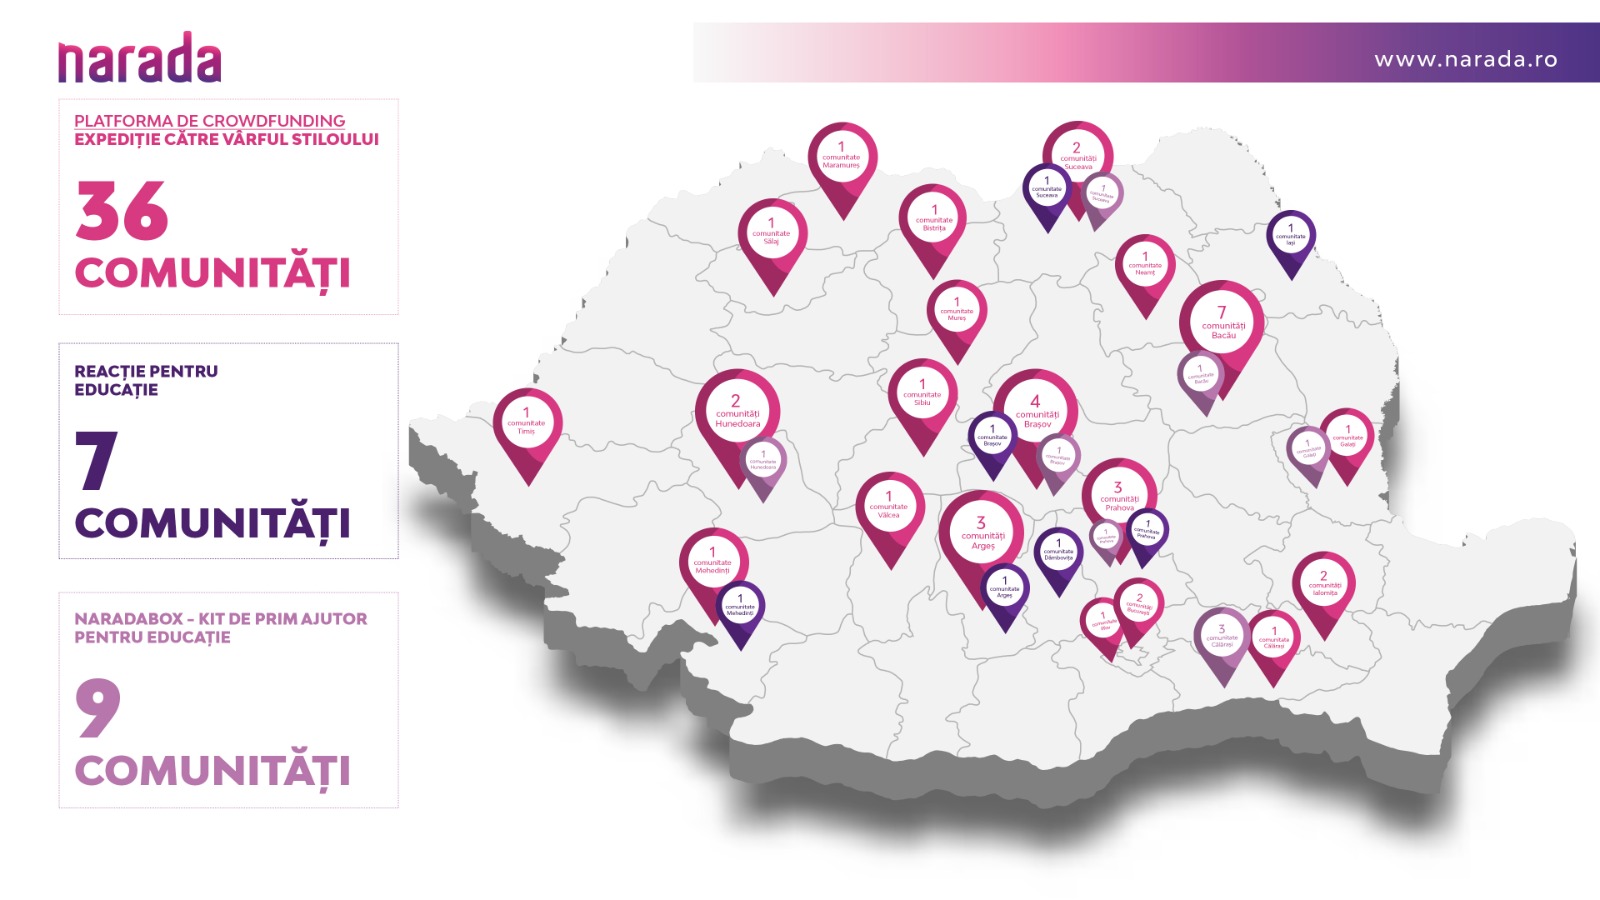 narada
www.narada.ro
PLATFORMA DE CROWDFUNDING
EXPEDIȚIE CĂTRE VÂRFUL STILOULUI
36
COMUNITĂȚI
REACȚIE PENTRU
EDUCAȚIE
7
COMUNITĂȚI
NARADABOX - KIT DE PRIM AJUTOR
PENTRU EDUCAȚIE
9
COMUNITĂȚI
1
comunitate
Maramureș
2
comunități
Suceava
1
comunitate
Suceava
1
comunitate
Suceava
1
comunitate
Sălaj
1
comunitate
Bistrița
1
comunitate
Iași
1
comunitate
Neamț
1
comunitate
Mureș
7
comunități
Bacău
1
comunitate
Bacău
1
comunitate
Timiș
2
comunități
Hunedoara
1
comunitate
Hunedoara
1
comunitate
Sibiu
4
comunități
Brașov
1
comunitate
Brașov
1
comunitate
Brașov
1
comunitate
Galați
1
comunitate
Galați
1
comunitate
Vâlcea
3
comunități
Argeș
1
comunitate
Argeș
3
comunități
Prahova
1
comunitate
Prahova
1
comunitate
Prahova
1
comunitate
Dâmbovița
1
comunitate
Mehedinți
1
comunitate
Mehedinți
1
comunitate
Ilfov
2
comunități
București
2
comunități
Ialomița
3
comunitate
Călărași
1
comunitate
Călărași